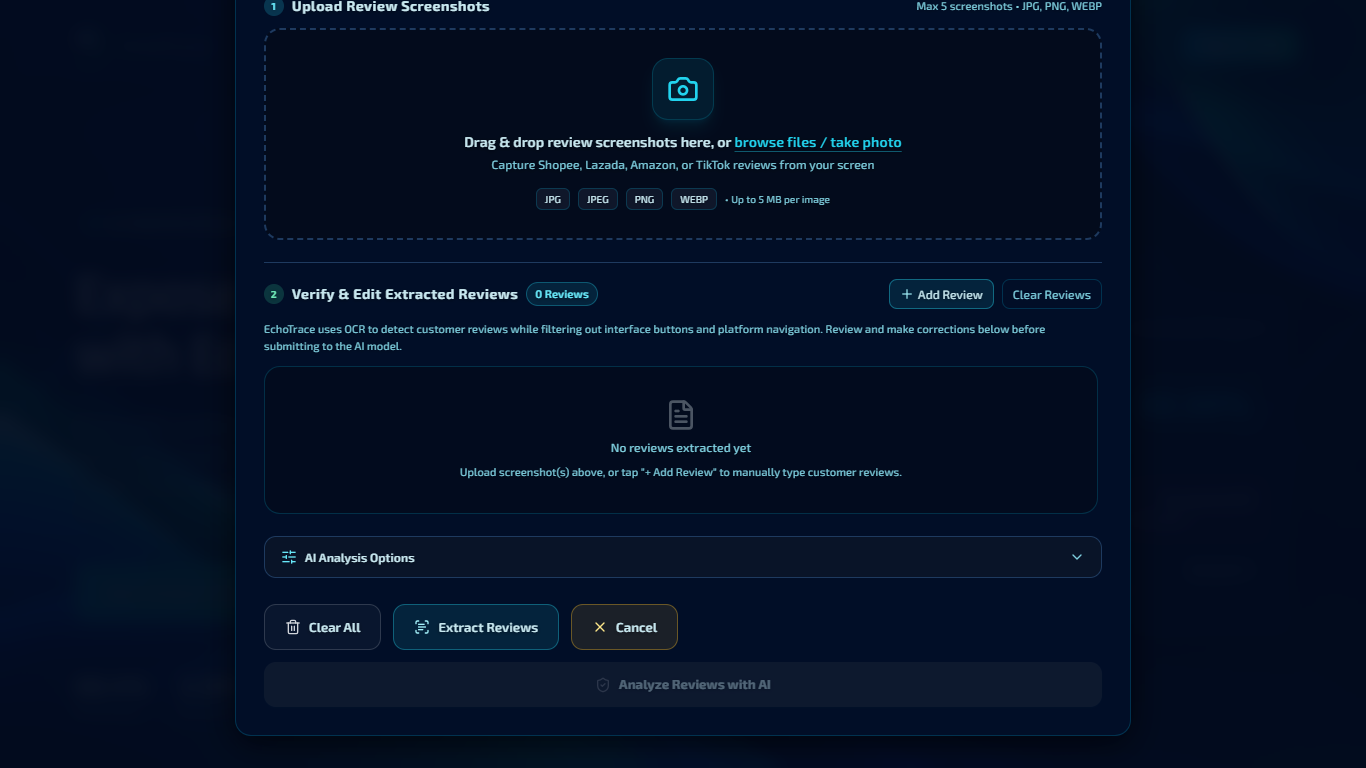 1 Upload Review Screenshots
Max 5 screenshots • JPG, PNG, WEBP
Drag & drop review screenshots here, or browse files / take photo
Capture Shopee, Lazada, Amazon, or TikTok reviews from your screen
JPG JPEG PNG WEBP • Up to 5 MB per image
2 Verify & Edit Extracted Reviews 0 Reviews
+ Add Review Clear Reviews
EchoTrace uses OCR to detect customer reviews while filtering out interface buttons and platform navigation. Review and make corrections below before
submitting to the AI model.
No reviews extracted yet
Upload screenshot(s) above, or tap "+ Add Review" to manually type customer reviews.
AI Analysis Options
Clear All Extract Reviews Cancel
Analyze Reviews with AI